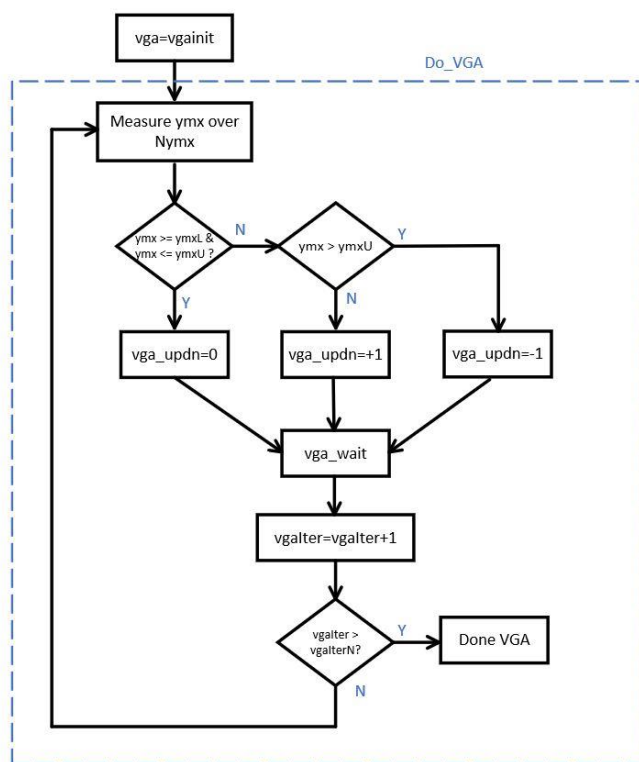 vga=vgainit
Do_VGA
Measure ymx over
Nymx
ymx >= ymxL &
ymx <= ymxU ?
N
ymx > ymxU
Y
Y
N
vga_updn=0
vga_updn=+1
vga_updn=-1
vga_wait
vgaIter=vgaIter+1
vgaIter >
vgaIterN?
Y
Done VGA
N